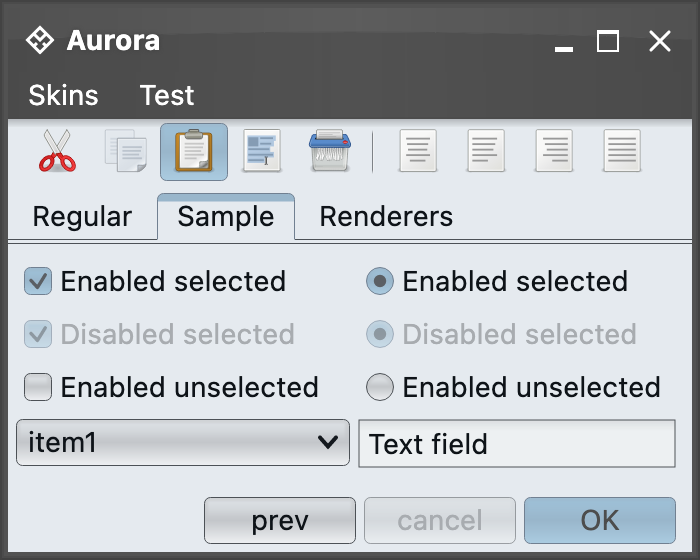 Aurora
Skins Test
Regular Sample Renderers
Enabled selected Enabled selected
Disabled selected Disabled selected
Enabled unselected Enabled unselected
item1 Text field
prev cancel OK